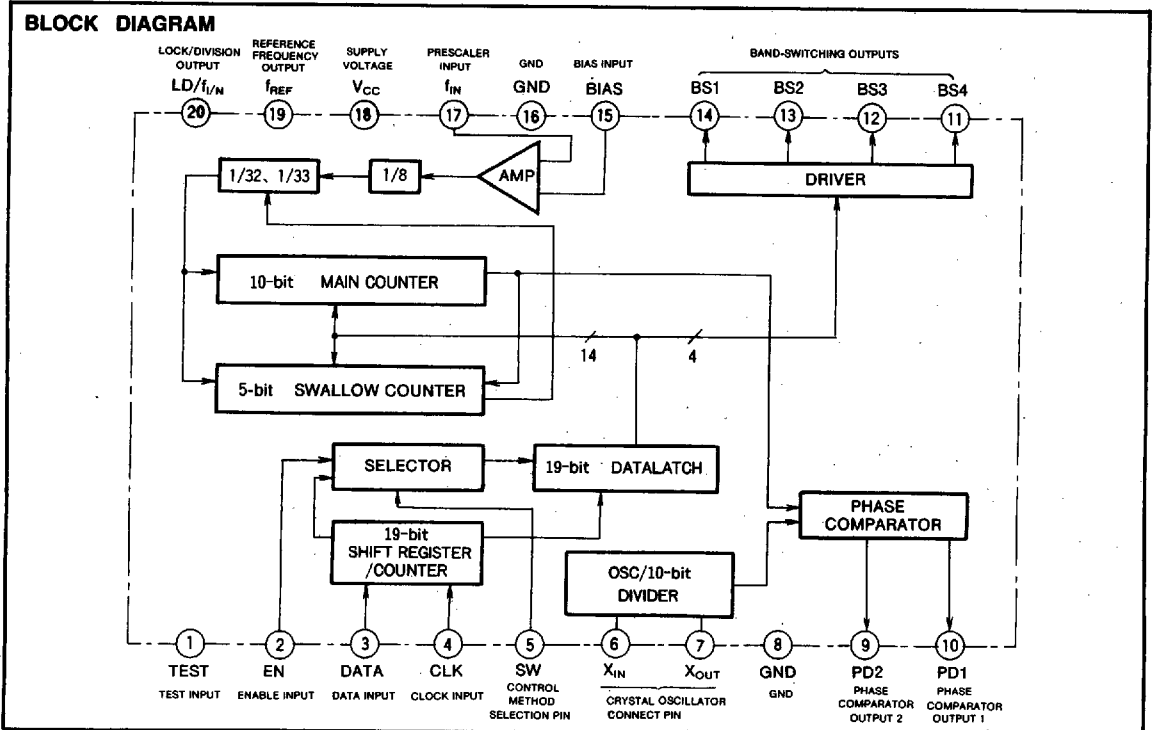 BLOCK DIAGRAM
LOCK/DIVISION
OUTPUT
LD/fI/N
20
REFERENCE
FREQUENCY
OUTPUT
fREF
19
SUPPLY
VOLTAGE
VCC
18
PRESCALER
INPUT
fIN
17
GND
GND
16
BIAS INPUT
BIAS
15
BAND-SWITCHING OUTPUTS
BS1
14
BS2
13
BS3
12
BS4
11
1/32、1/33
1/8
AMP
DRIVER
10-bit MAIN COUNTER
14
4
5-bit SWALLOW COUNTER
SELECTOR
19-bit DATALATCH
19-bit
SHIFT REGISTER
/COUNTER
OSC/10-bit
DIVIDER
PHASE
COMPARATOR
1
TEST
TEST INPUT
2
EN
ENABLE INPUT
3
DATA
DATA INPUT
4
CLK
CLOCK INPUT
5
SW
CONTROL
METHOD
SELECTION PIN
6
XIN
7
XOUT
CRYSTAL OSCILLATOR
CONNECT PIN
8
GND
GND
9
PD2
PHASE
COMPARATOR
OUTPUT 2
10
PD1
PHASE
COMPARATOR
OUTPUT 1